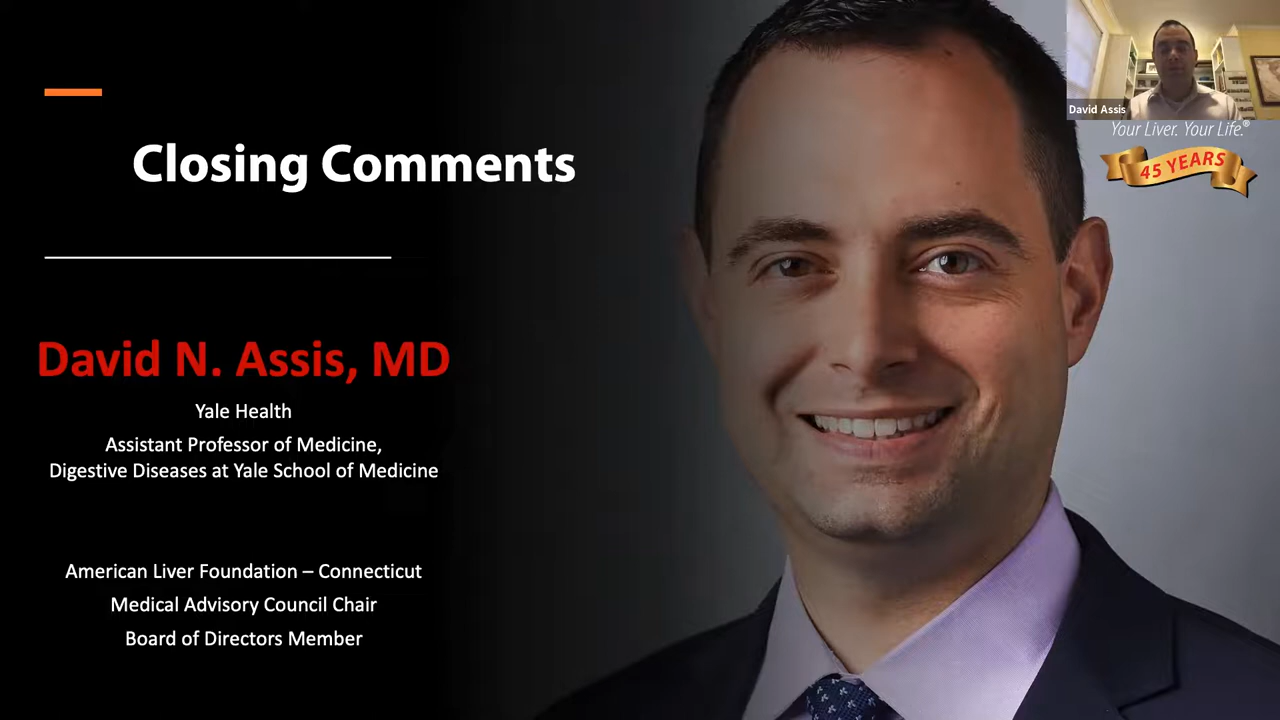 Closing Comments
David N. Assis, MD
Yale Health
Assistant Professor of Medicine,
Digestive Diseases at Yale School of Medicine
American Liver Foundation – Connecticut
Medical Advisory Council Chair
Board of Directors Member
David Assis
Your Liver. Your Life.®
45 YEARS